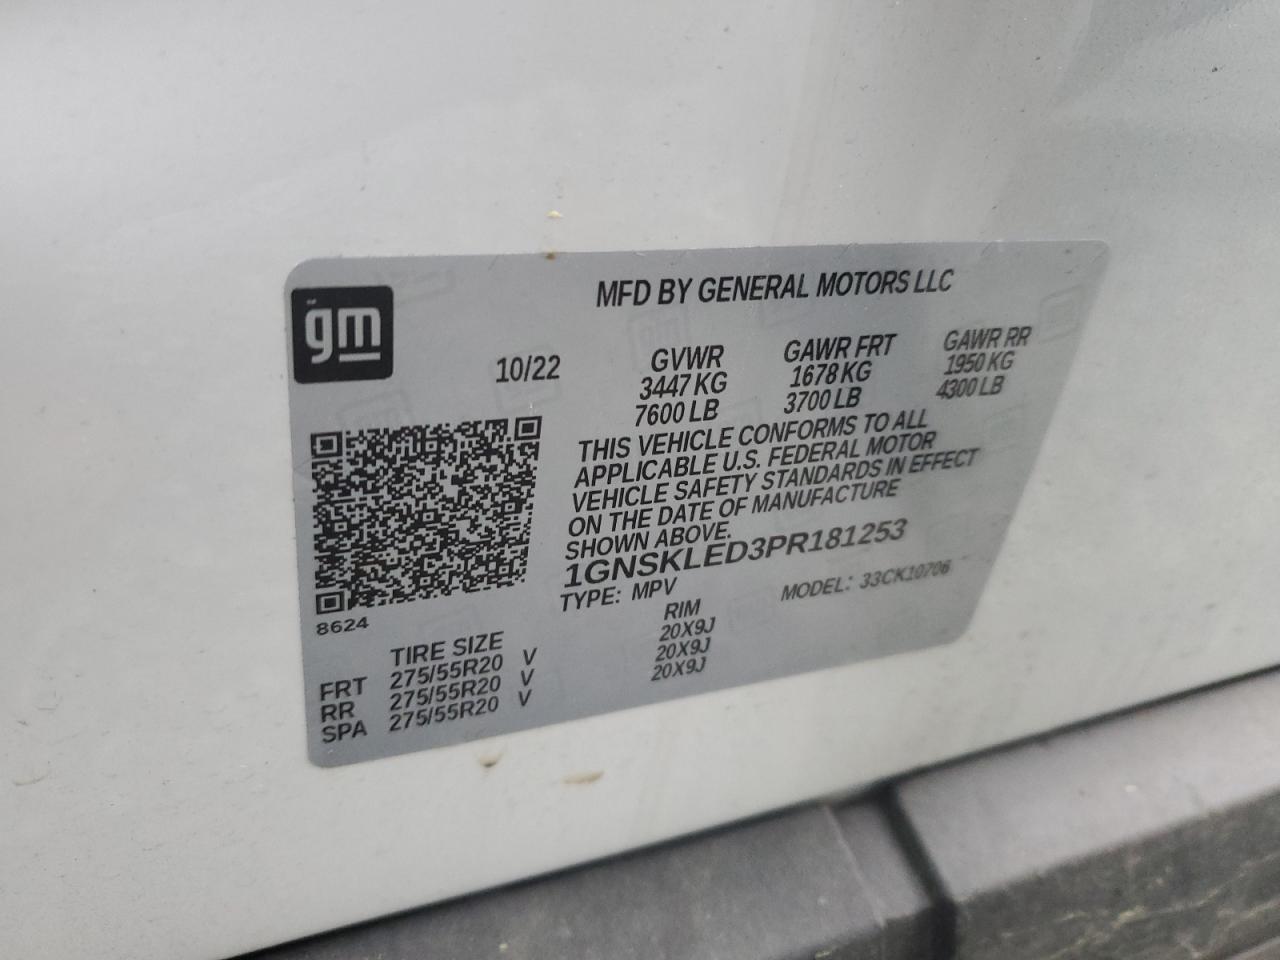 gm
MFD BY GENERAL MOTORS LLC
10/22 GVWR GAWR FRT GAWR RR
3447 KG 1678 KG 1950 KG
7600 LB 3700 LB 4300 LB
THIS VEHICLE CONFORMS TO ALL
APPLICABLE U.S. FEDERAL MOTOR
VEHICLE SAFETY STANDARDS IN EFFECT
ON THE DATE OF MANUFACTURE
SHOWN ABOVE.
1GNSKLED3PR181253
TYPE: MPV MODEL: 33CK10706
8624
TIRE SIZE RIM
FRT 275/55R20 V 20X9J
RR 275/55R20 V 20X9J
SPA 275/55R20 V 20X9J